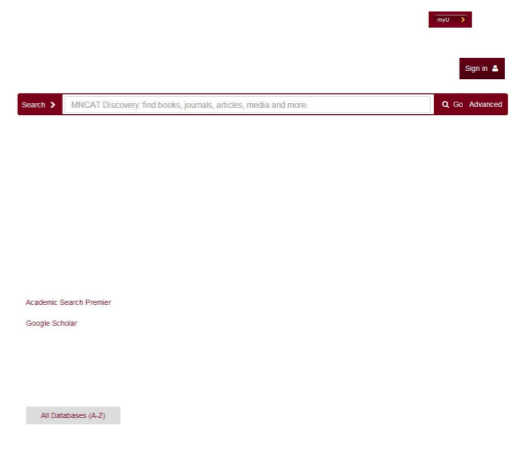 myU
Sign in
Search MNCAT Discovery: find books, journals, articles, media and more. Go Advanced
Academic Search Premier
Google Scholar
All Databases (A-Z)